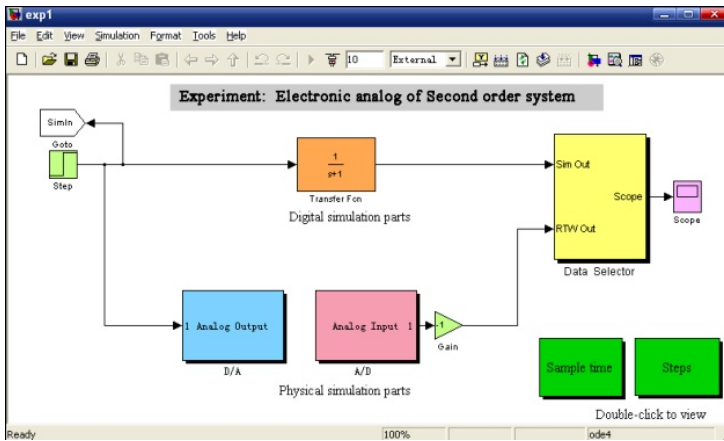 exp1
File Edit View Simulation Format Tools Help
10 External
Experiment: Electronic analog of Second order system
SimIn
Goto
Step
1
s+1
Transfer Fcn
Digital simulation parts
Sim Out
Scope
RTW Out
Data Selector
Scope
1 Analog Output
D/A
Analog Input 1
A/D
-1
Gain
Physical simulation parts
Sample time
Steps
Double-click to view
Ready 100% ode4